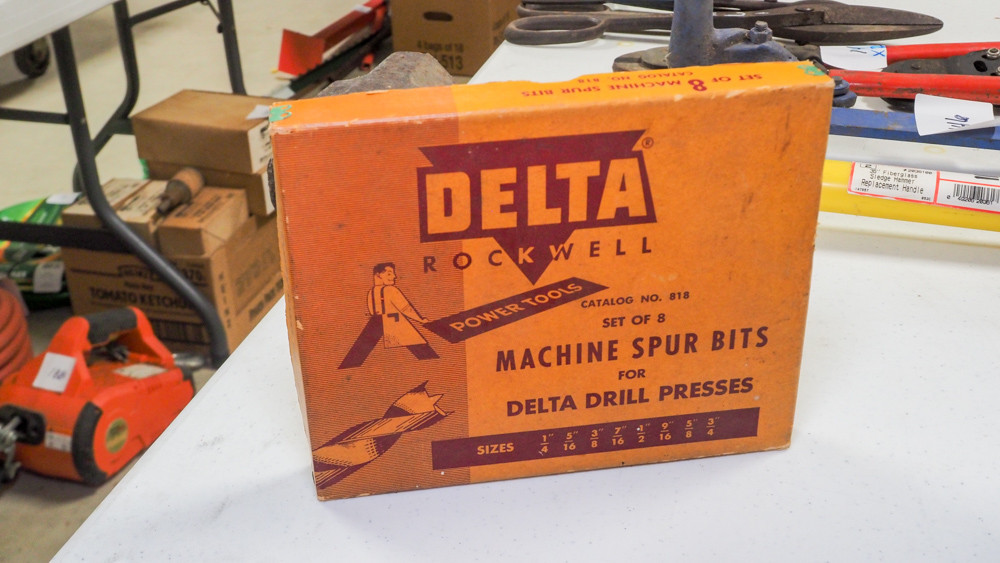 SET OF 8 MACHINE SPUR BITS
CATALOG NO. 818
DELTA®
ROCKWELL
POWER TOOLS
CATALOG NO. 818
SET OF 8
MACHINE SPUR BITS
FOR
DELTA DRILL PRESSES
SIZES 1/4" 5/16" 3/8" 7/16" 1/2" 9/16" 5/8" 3/4"
36" Fiberglass
Sledge Hammer
Replacement Handle
TOMATO KETCHUP